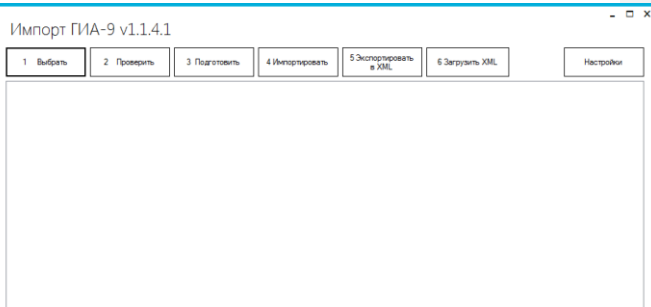 Импорт ГИА-9 v1.1.4.1
1 Выбрать
2 Проверить
3 Подготовить
4 Импортировать
5 Экспортировать
в XML
6 Загрузить XML
Настройки